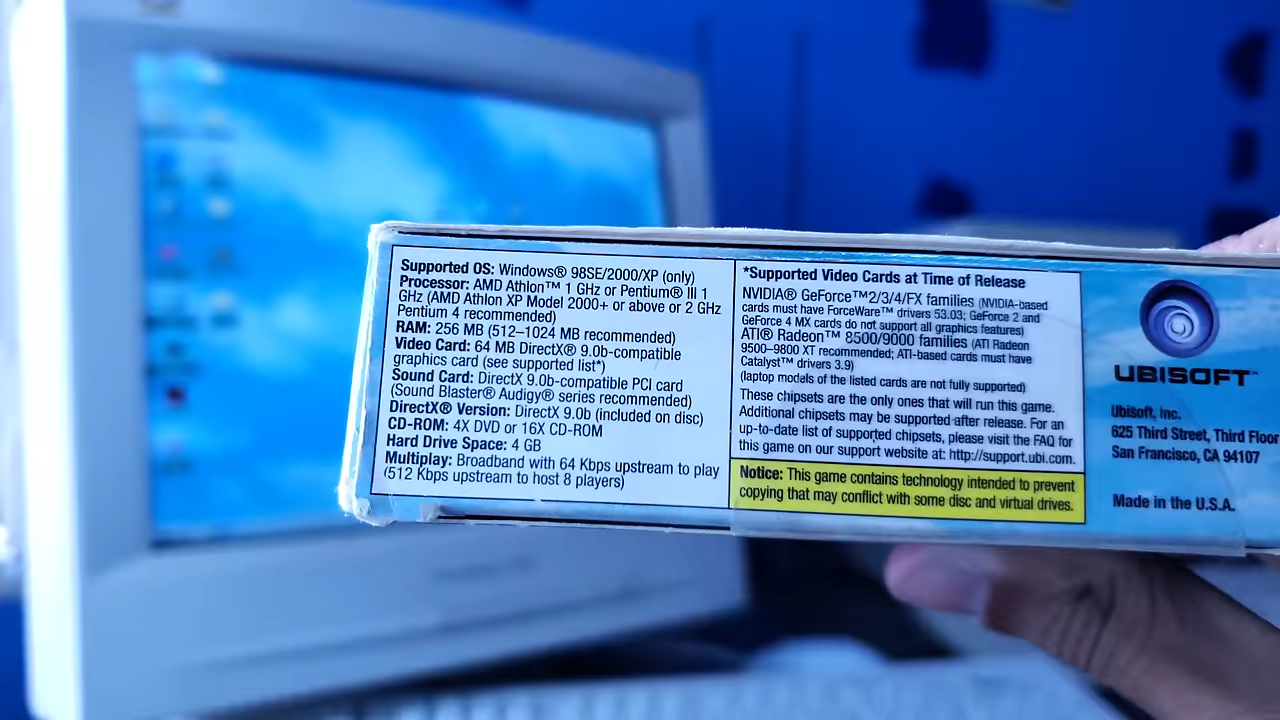 Supported OS: Windows® 98SE/2000/XP (only)
Processor: AMD Athlon™ 1 GHz or Pentium® III 1
GHz (AMD Athlon XP Model 2000+ or above or 2 GHz
Pentium 4 recommended)
RAM: 256 MB (512–1024 MB recommended)
Video Card: 64 MB DirectX® 9.0b-compatible
graphics card (see supported list*)
Sound Card: DirectX 9.0b-compatible PCI card
(Sound Blaster® Audigy® series recommended)
DirectX® Version: DirectX 9.0b (included on disc)
CD-ROM: 4X DVD or 16X CD-ROM
Hard Drive Space: 4 GB
Multiplay: Broadband with 64 Kbps upstream to play
(512 Kbps upstream to host 8 players)
*Supported Video Cards at Time of Release
NVIDIA® GeForce™2/3/4/FX families (NVIDIA-based
cards must have ForceWare™ drivers 53.03; GeForce 2 and
GeForce 4 MX cards do not support all graphics features)
ATI® Radeon™ 8500/9000 families (ATI Radeon
9500–9800 XT recommended; ATI-based cards must have
Catalyst™ drivers 3.9)
(laptop models of the listed cards are not fully supported)
These chipsets are the only ones that will run this game.
Additional chipsets may be supported after release. For an
up-to-date list of supported chipsets, please visit the FAQ for
this game on our support website at: http://support.ubi.com.
Notice: This game contains technology intended to prevent
copying that may conflict with some disc and virtual drives.
UBISOFT™
Ubisoft, Inc.
625 Third Street, Third Floor
San Francisco, CA 94107
Made in the U.S.A.